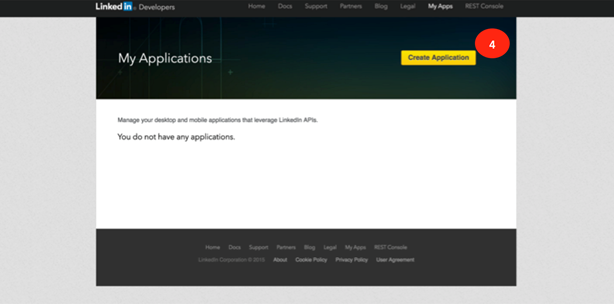 Linked in Developers Home Docs Support Partners Blog Legal My Apps REST Console
4
My Applications Create Application
Manage your desktop and mobile applications that leverage LinkedIn APIs.
You do not have any applications.
Home Docs Support Partners Blog Legal My Apps REST Console
LinkedIn Corporation © 2015 About Cookie Policy Privacy Policy User Agreement